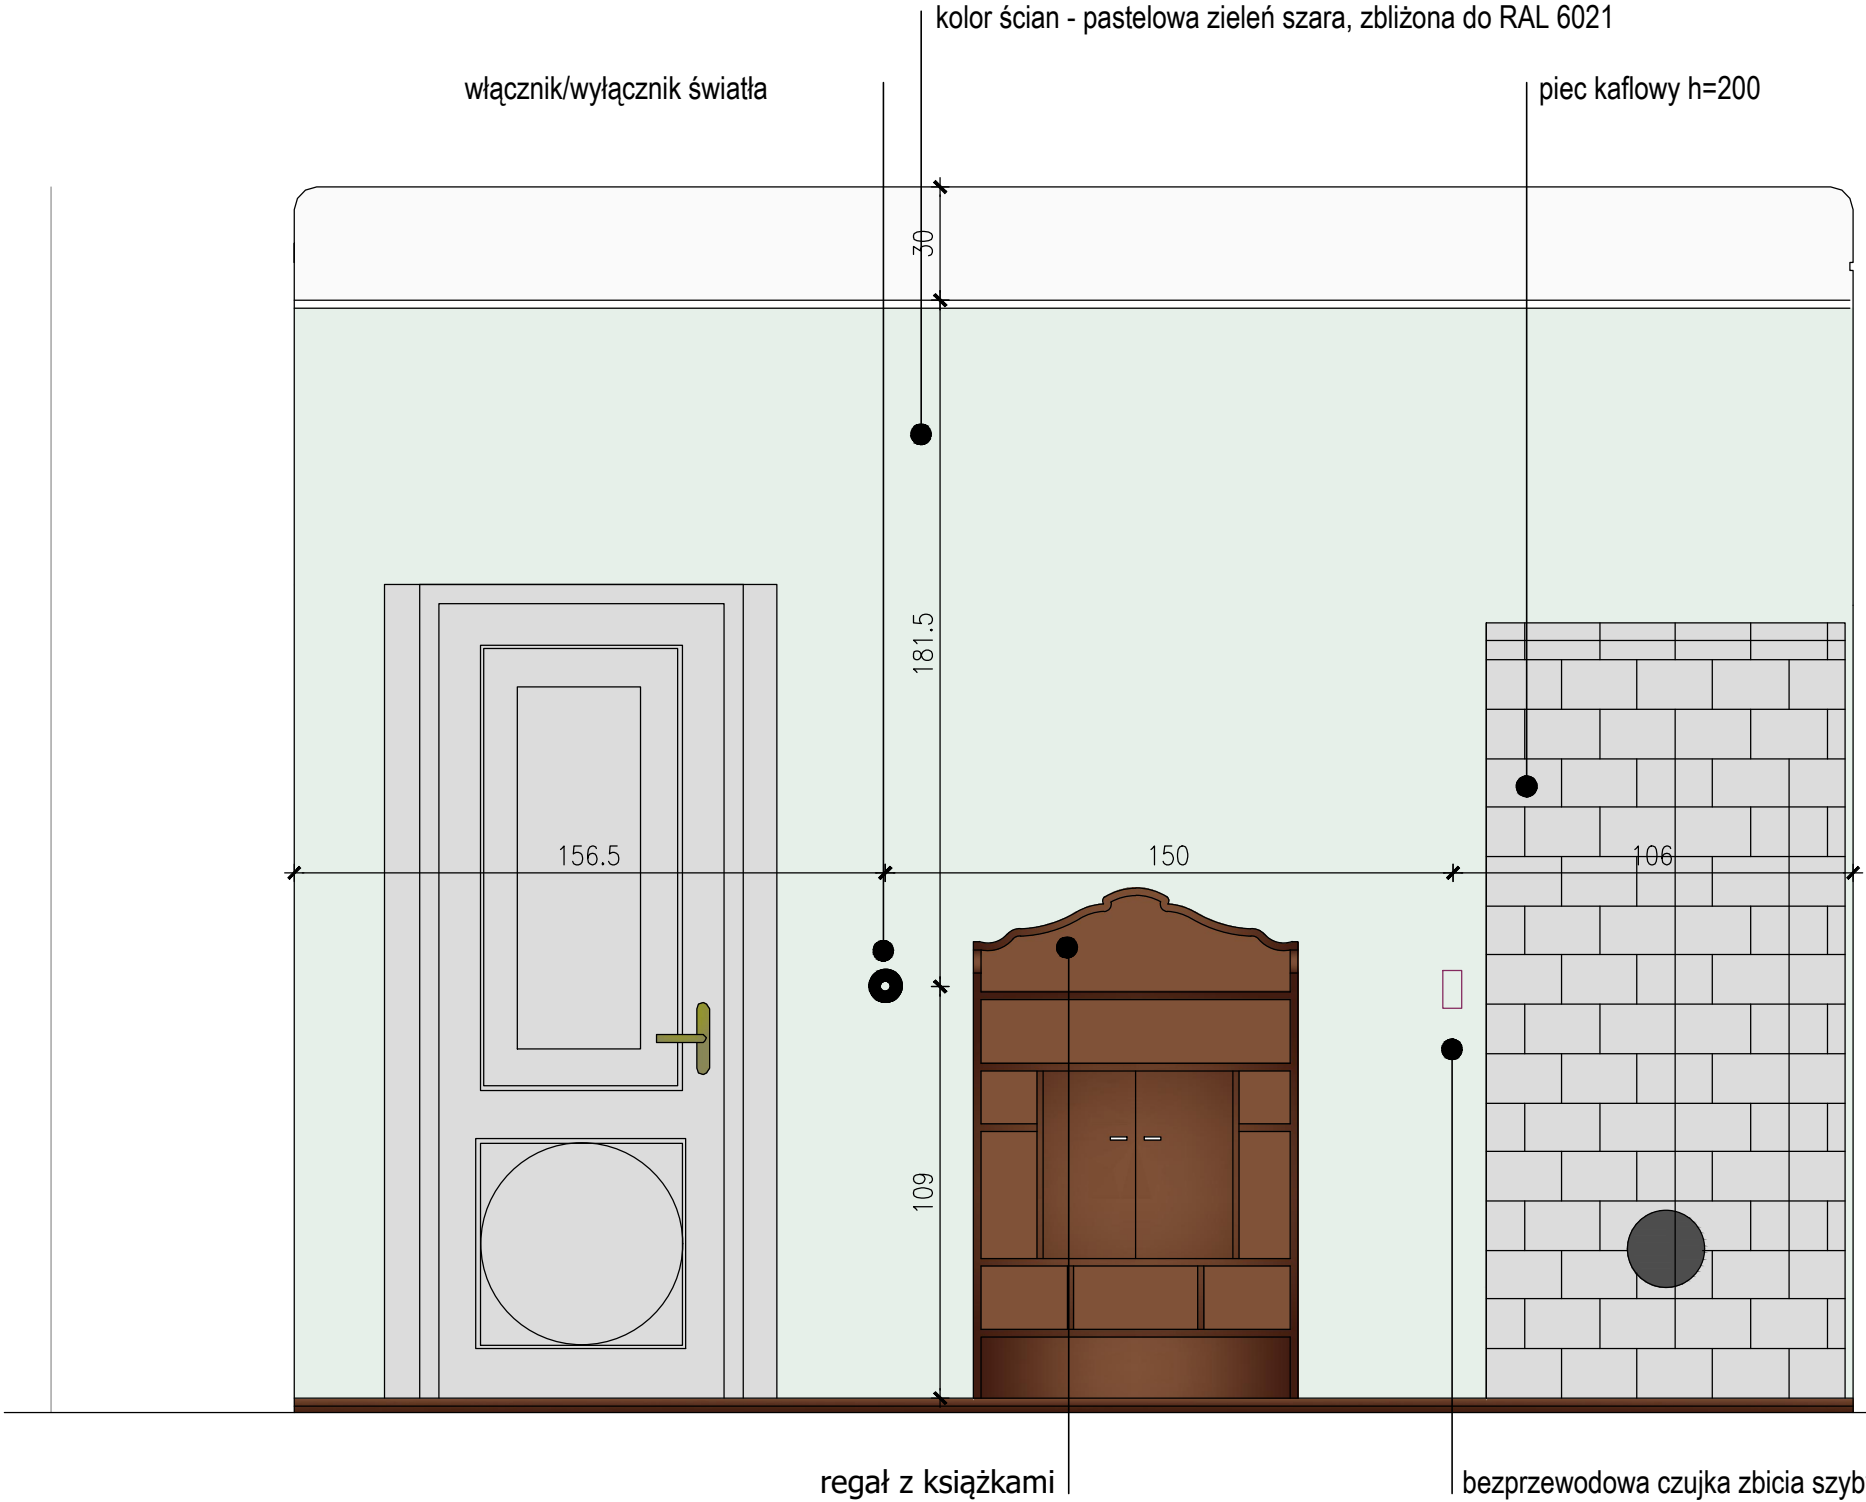 kolor ścian - pastelowa zieleń szara, zbliżona do RAL 6021
włącznik/wyłącznik światła
piec kaflowy h=200
30
181.5
156.5
150
106
109
regał z książkami
bezprzewodowa czujka zbicia szyb